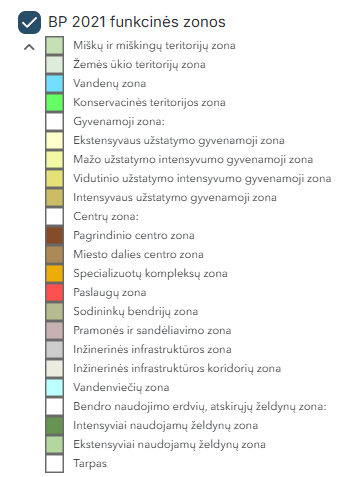 BP 2021 funkcinės zonos
Miškų ir miškingų teritorijų zona
Žemės ūkio teritorijų zona
Vandenų zona
Konservacinės teritorijos zona
Gyvenamoji zona:
Ekstensyvaus užstatymo gyvenamoji zona
Mažo užstatymo intensyvumo gyvenamoji zona
Vidutinio užstatymo intensyvumo gyvenamoji zona
Intensyvaus užstatymo gyvenamoji zona
Centrų zona:
Pagrindinio centro zona
Miesto dalies centro zona
Specializuotų kompleksų zona
Paslaugų zona
Sodininkų bendrijų zona
Pramonės ir sandėliavimo zona
Inžinerinės infrastruktūros zona
Inžinerinės infrastruktūros koridorių zona
Vandenviečių zona
Bendro naudojimo erdvių, atskirųjų želdynų zona:
Intensyviai naudojamų želdynų zona
Ekstensyviai naudojamų želdynų zona
Tarpas